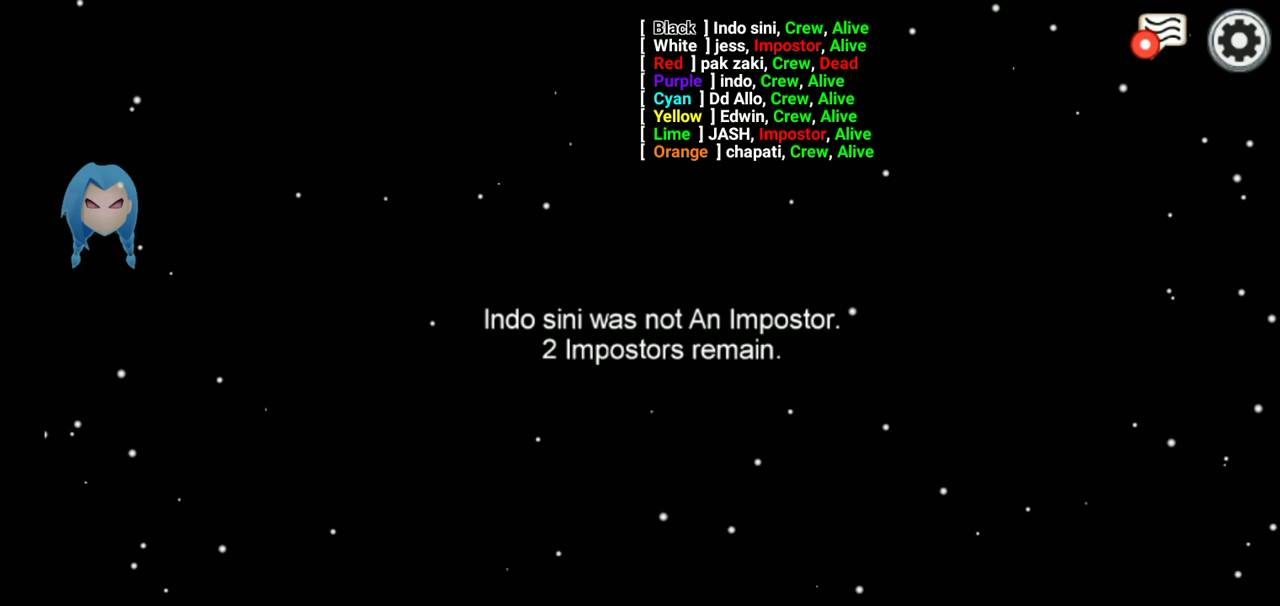 [ Black ] Indo sini, Crew, Alive
[ White ] jess, Impostor, Alive
[ Red ] pak zaki, Crew, Dead
[ Purple ] indo, Crew, Alive
[ Cyan ] Dd Allo, Crew, Alive
[ Yellow ] Edwin, Crew, Alive
[ Lime ] JASH, Impostor, Alive
[ Orange ] chapati, Crew, Alive
Indo sini was not An Impostor.
2 Impostors remain.